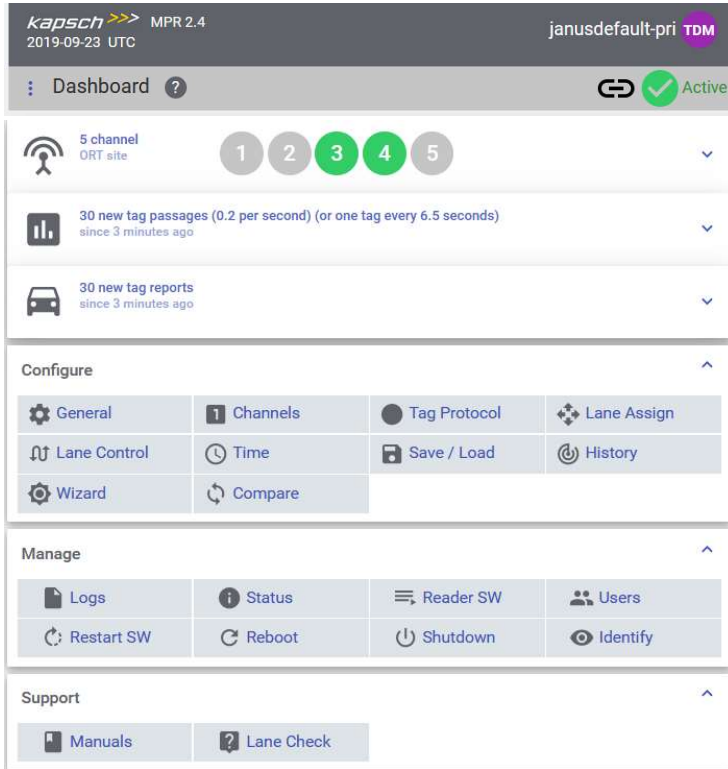 kapsch >>> MPR 2.4
2019-09-23 UTC
janusdefault-pri TDM
Dashboard ?
Active
5 channel
ORT site
1 2 3 4 5
30 new tag passages (0.2 per second) (or one tag every 6.5 seconds)
since 3 minutes ago
30 new tag reports
since 3 minutes ago
Configure
General 1 Channels Tag Protocol Lane Assign
Lane Control Time Save / Load History
Wizard Compare
Manage
Logs Status Reader SW Users
Restart SW Reboot Shutdown Identify
Support
Manuals ? Lane Check